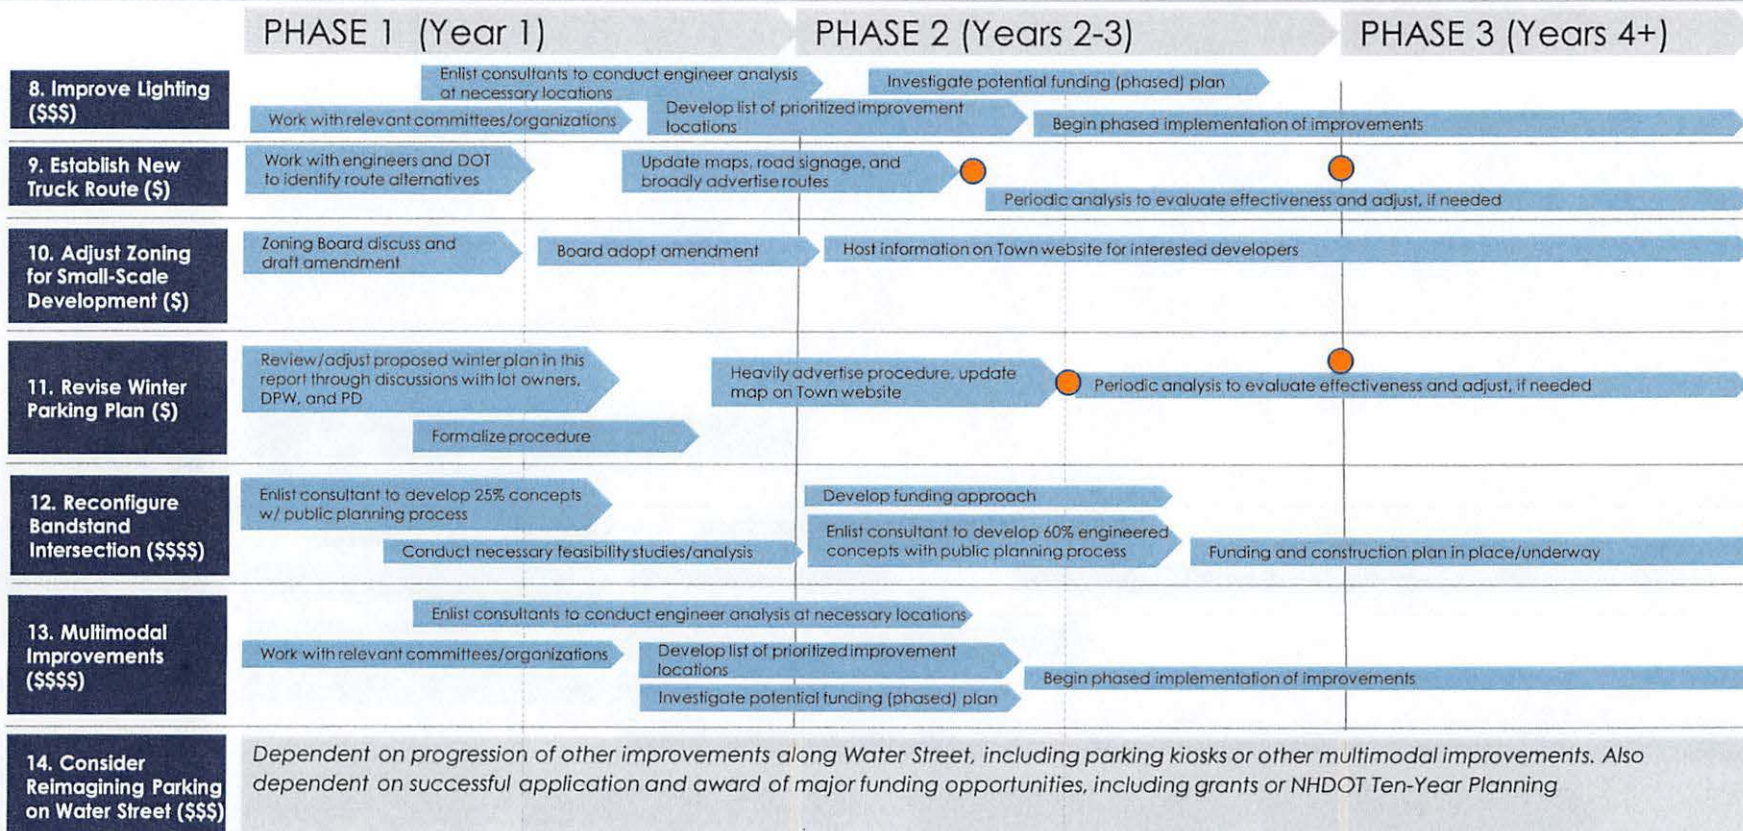 PHASE 1 (Year 1)
PHASE 2 (Years 2-3)
PHASE 3 (Years 4+)
8. Improve Lighting
($$$)
Enlist consultants to conduct engineer analysis
at necessary locations
Investigate potential funding (phased) plan
Work with relevant committees/organizations
Develop list of prioritized improvement
locations
Begin phased implementation of improvements
9. Establish New
Truck Route ($)
Work with engineers and DOT
to identify route alternatives
Update maps, road signage, and
broadly advertise routes
Periodic analysis to evaluate effectiveness and adjust, if needed
10. Adjust Zoning
for Small-Scale
Development ($)
Zoning Board discuss and
draft amendment
Board adopt amendment
Host information on Town website for interested developers
11. Revise Winter
Parking Plan ($)
Review/adjust proposed winter plan in this
report through discussions with lot owners,
DPW, and PD
Heavily advertise procedure, update
map on Town website
Periodic analysis to evaluate effectiveness and adjust, if needed
Formalize procedure
12. Reconfigure
Bandstand
Intersection ($$$$)
Enlist consultant to develop 25% concepts
w/ public planning process
Develop funding approach
Conduct necessary feasibility studies/analysis
Enlist consultant to develop 60% engineered
concepts with public planning process
Funding and construction plan in place/underway
13. Multimodal
Improvements
($$$$)
Enlist consultants to conduct engineer analysis at necessary locations
Work with relevant committees/organizations
Develop list of prioritized improvement
locations
Investigate potential funding (phased) plan
Begin phased implementation of improvements
14. Consider
Reimagining Parking
on Water Street ($$$)
Dependent on progression of other improvements along Water Street, including parking kiosks or other multimodal improvements. Also
dependent on successful application and award of major funding opportunities, including grants or NHDOT Ten-Year Planning